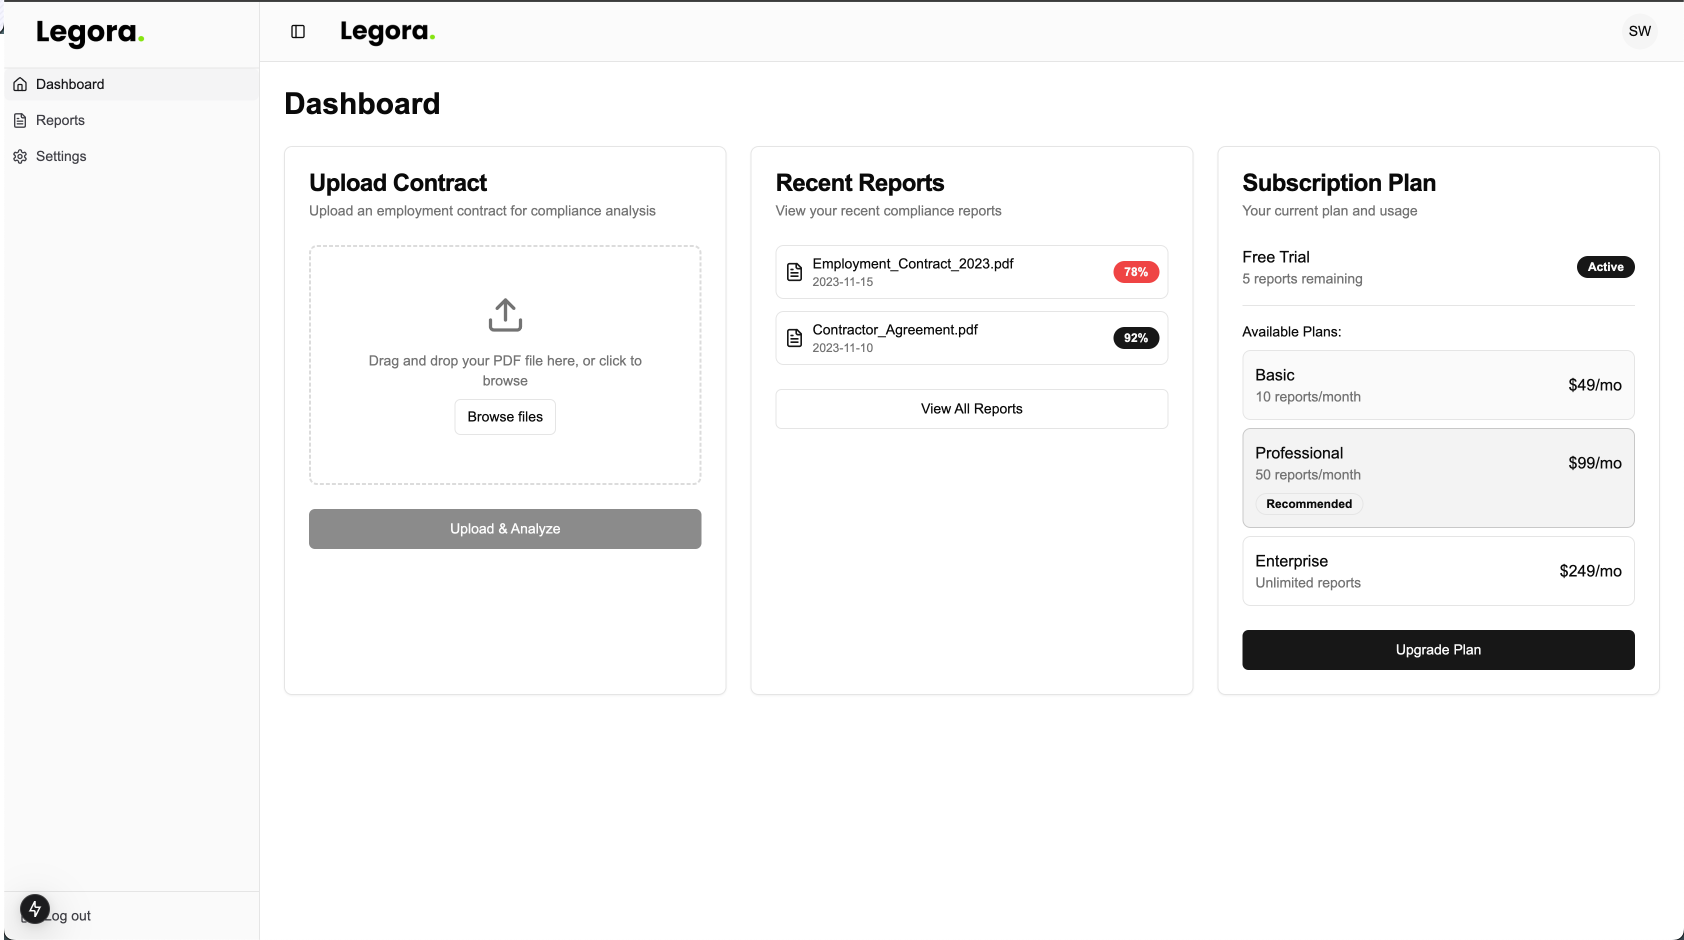 Legora.
Dashboard
Reports
Settings
Log out
Legora.
SW
Dashboard
Upload Contract
Upload an employment contract for compliance analysis
Drag and drop your PDF file here, or click to
browse
Browse files
Upload & Analyze
Recent Reports
View your recent compliance reports
Employment_Contract_2023.pdf
2023-11-15
78%
Contractor_Agreement.pdf
2023-11-10
92%
View All Reports
Subscription Plan
Your current plan and usage
Free Trial
5 reports remaining
Active
Available Plans:
Basic
10 reports/month
$49/mo
Professional
50 reports/month
$99/mo
Recommended
Enterprise
Unlimited reports
$249/mo
Upgrade Plan